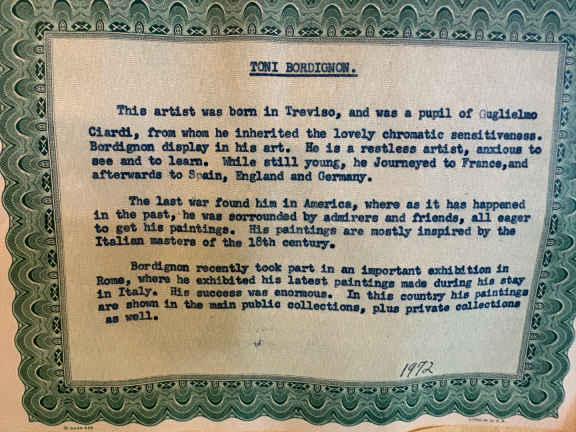 TONI BORDIGNON.
This artist was born in Treviso, and was a pupil of Guglielmo
Ciardi, from whom he inherited the lovely chromatic sensitiveness.
Bordignon display in his art. He is a restless artist, anxious to
see and to learn. While still young, he Journeyed to France,and
afterwards to Spain, England and Germany.
The last war found him in America, where as it has happened
in the past, he was sorrounded by admirers and friends, all eager
to get his paintings. His paintings are mostly inspired by the
Italian masters of the 18th century.
Bordignon recently took part in an important exhibition in
Rome, where he exhibited his latest paintings made during his stay
in Italy. His success was enormous. In this country his paintings
are shown in the main public collections, plus private collections
as well.
1972